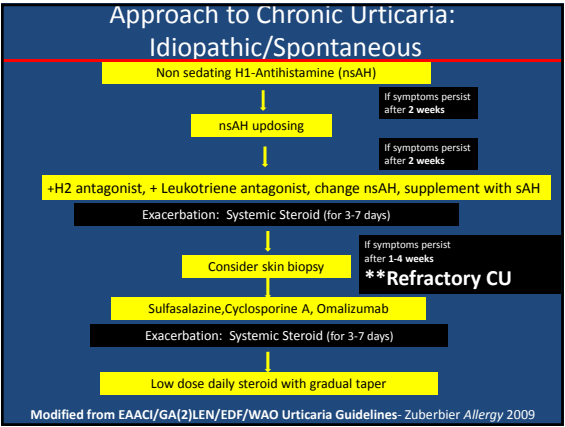 Approach to Chronic Urticaria:
Idiopathic/Spontaneous
Non sedating H1-Antihistamine (nsAH)
If symptoms persist
after 2 weeks
nsAH updosing
If symptoms persist
after 2 weeks
+H2 antagonist, + Leukotriene antagonist, change nsAH, supplement with sAH
Exacerbation: Systemic Steroid (for 3-7 days)
If symptoms persist
after 1-4 weeks
**Refractory CU
Consider skin biopsy
Sulfasalazine,Cyclosporine A, Omalizumab
Exacerbation: Systemic Steroid (for 3-7 days)
Low dose daily steroid with gradual taper
Modified from EAACI/GA(2)LEN/EDF/WAO Urticaria Guidelines- Zuberbier Allergy 2009